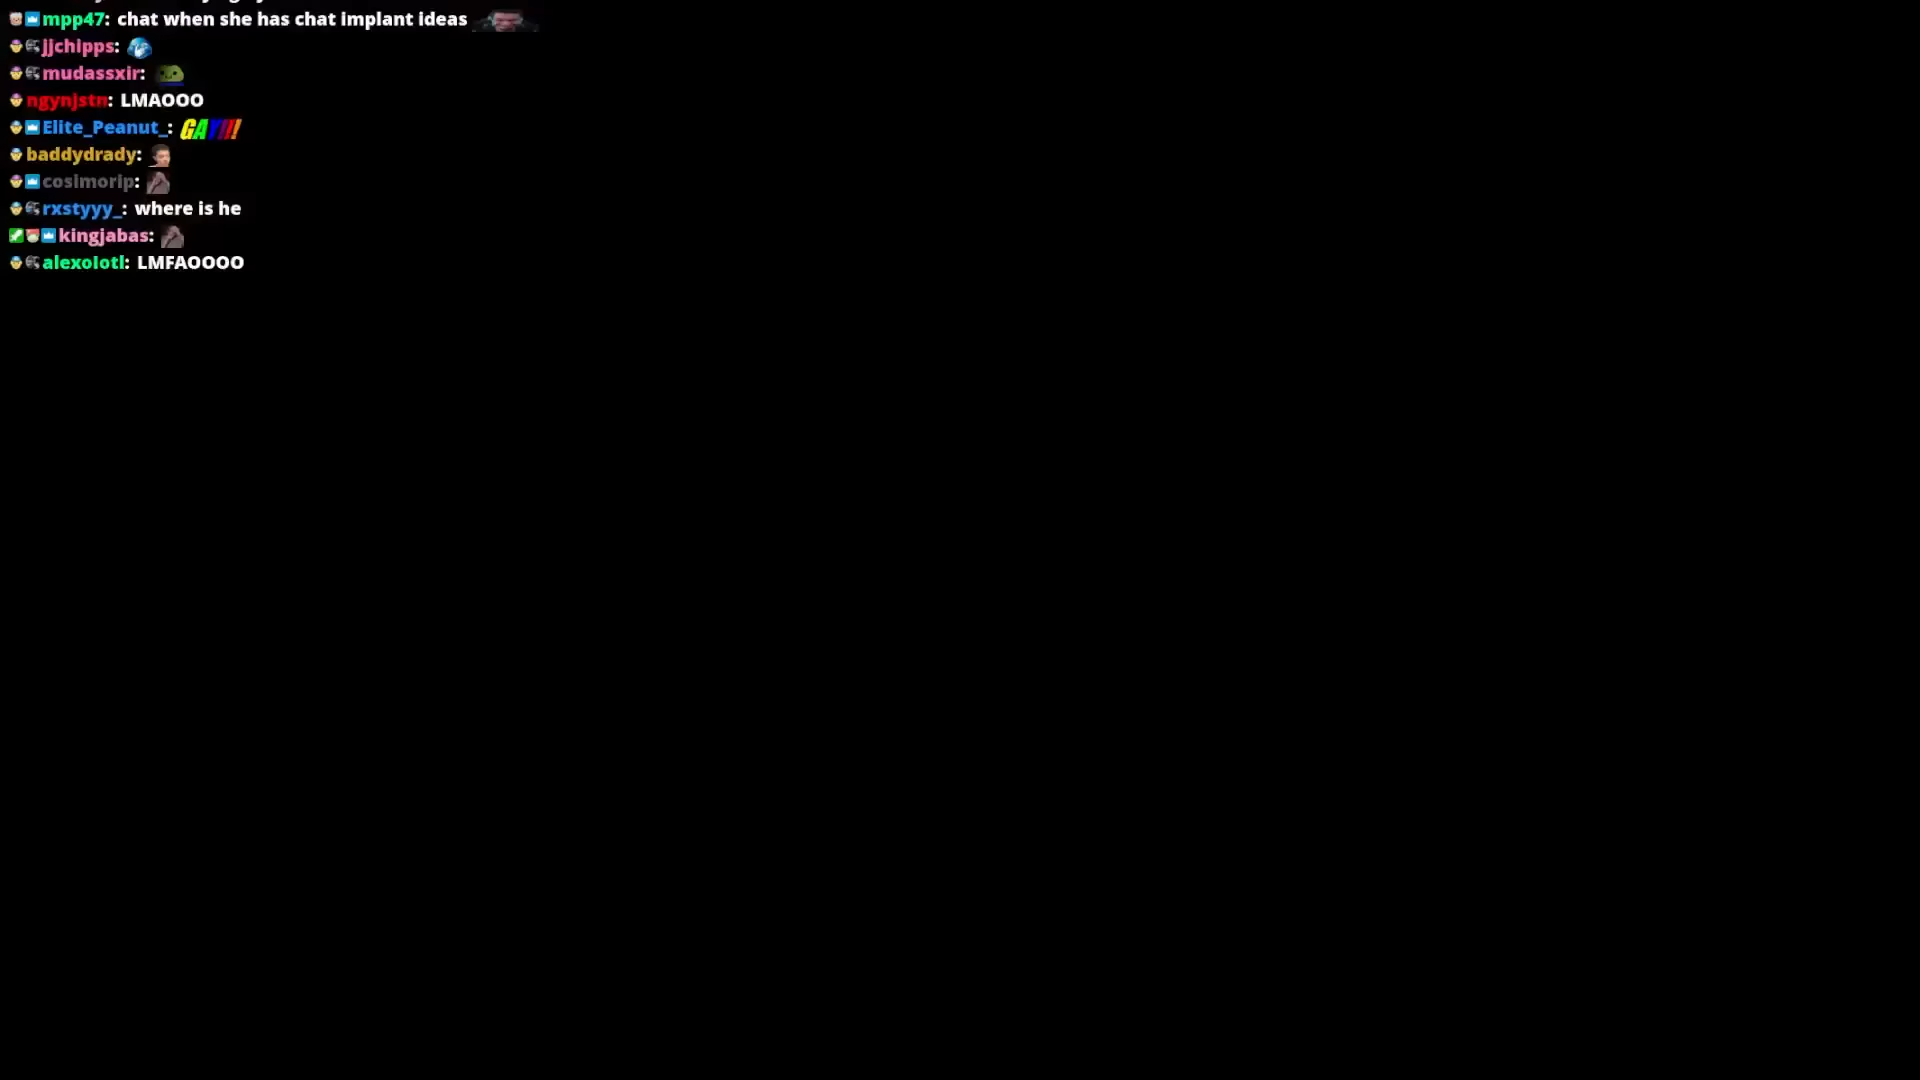 mpp47: chat when she has chat implant ideas
jjchipps:
mudassxir:
ngynjstn: LMAOOO
Elite_Peanut_: GAY!!!
baddydrady:
cosimorip:
rxstyyy_: where is he
kingjabas:
alexolotl: LMFAOOOO